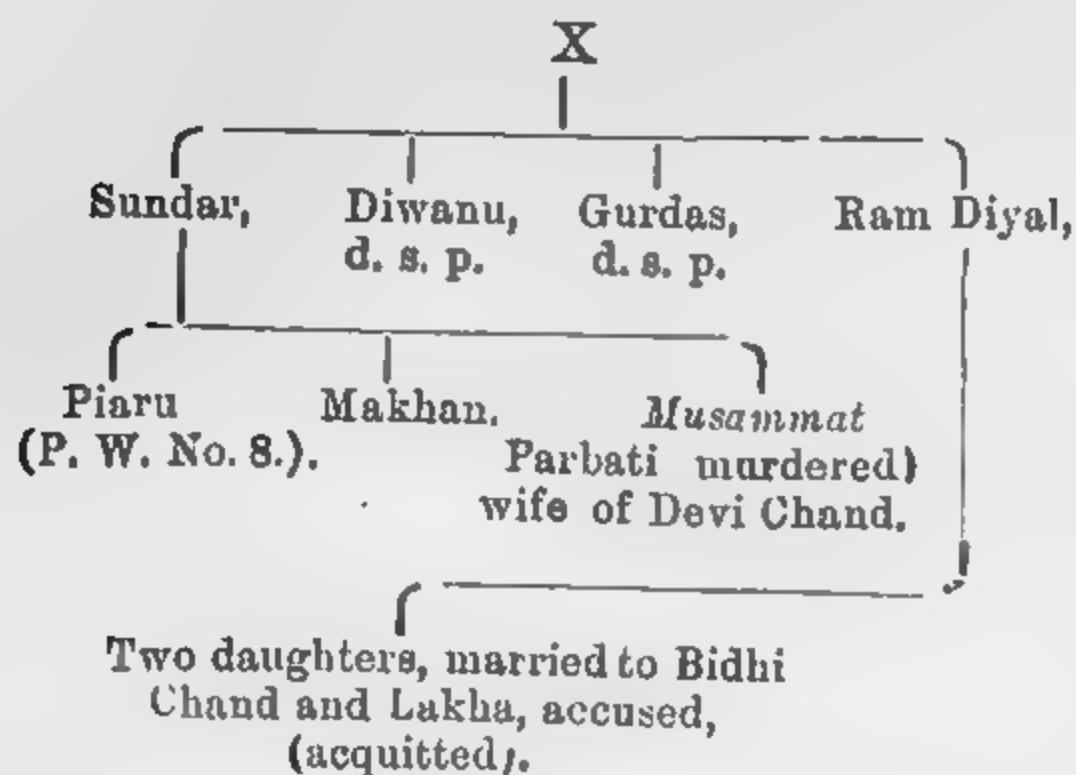 X
Sundar, Diwanu, Gurdas, Ram Diyal,
d. s. p. d. s. p.
Piaru Makhan. Musammat
(P. W. No. 8.). Parbati murdered)
wife of Devi Chand.
Two daughters, married to Bidhi
Chand and Lakha, accused,
(acquitted).